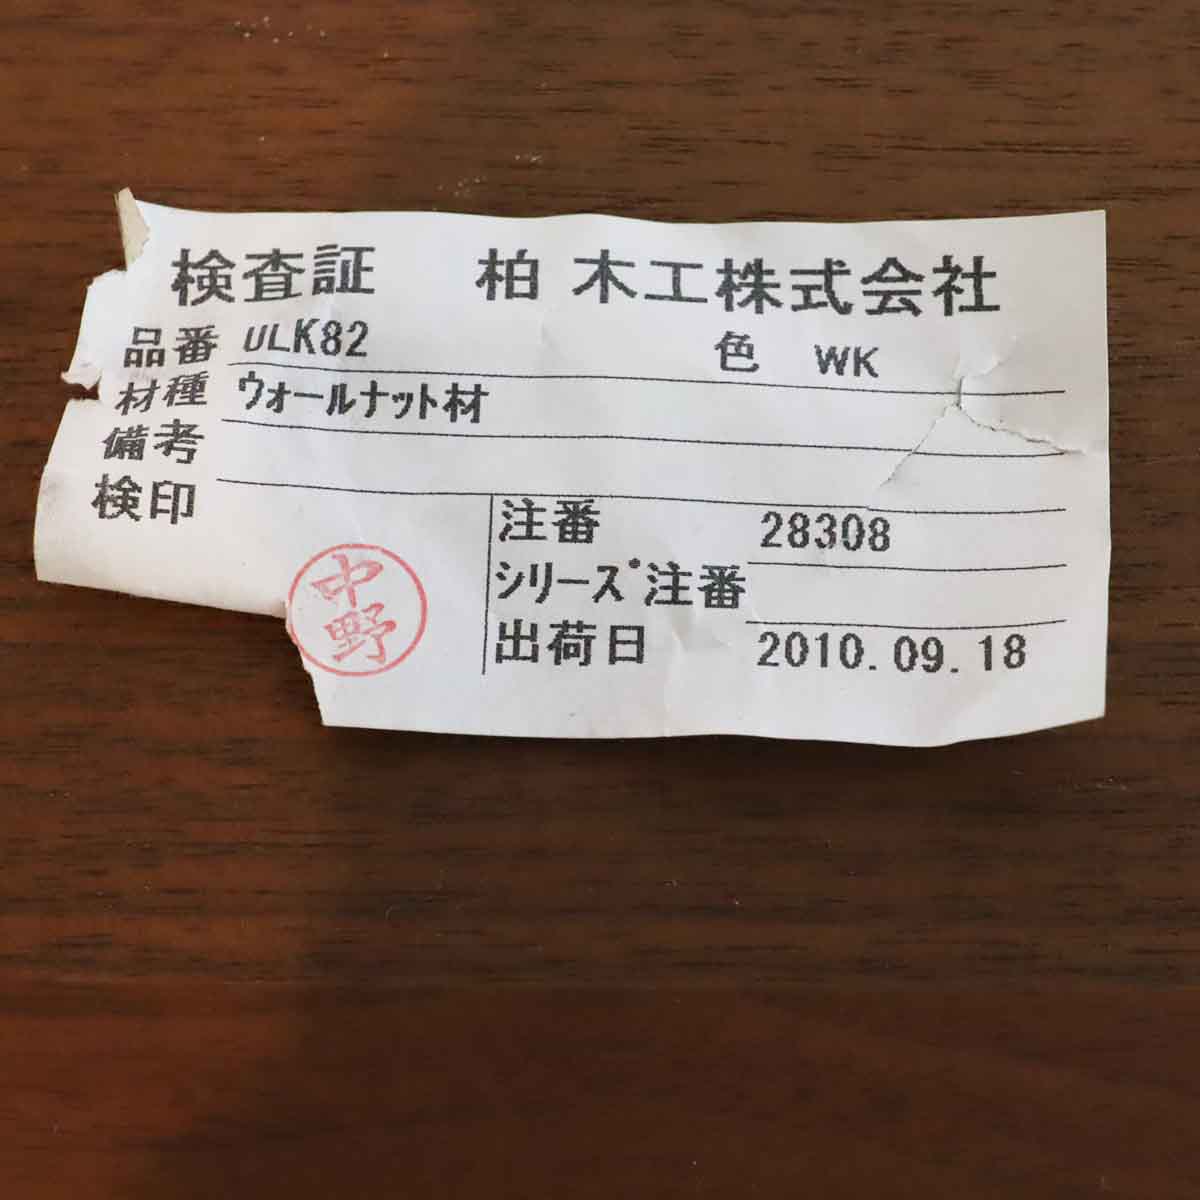 検査証 柏木工株式会社
品番 ULK82 色 WK
材種 ウォールナット材
備考
検印
中野
注番 28308
シリーズ注番
出荷日 2010.09.18